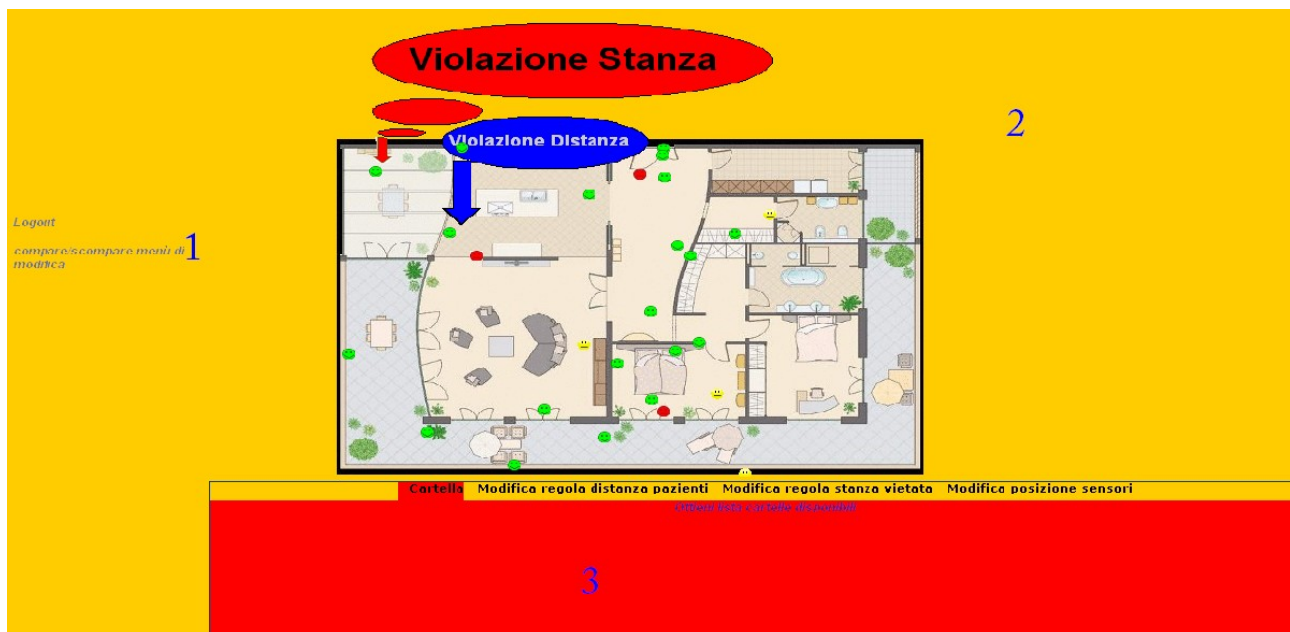 Violazione Stanza
2
Violazione Distanza
Logout
compare/scompare menù di
modifica
1
Cartella Modifica regola distanza pazienti Modifica regola stanza vietata Modifica posizione sensori
Ottieni lista cartelle disponibili
3